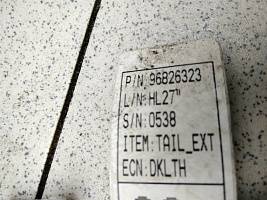 P/N:96826323
L/N:HL27"
S/N:0538
ITEM:TAIL_EXT
ECN:DKLTH